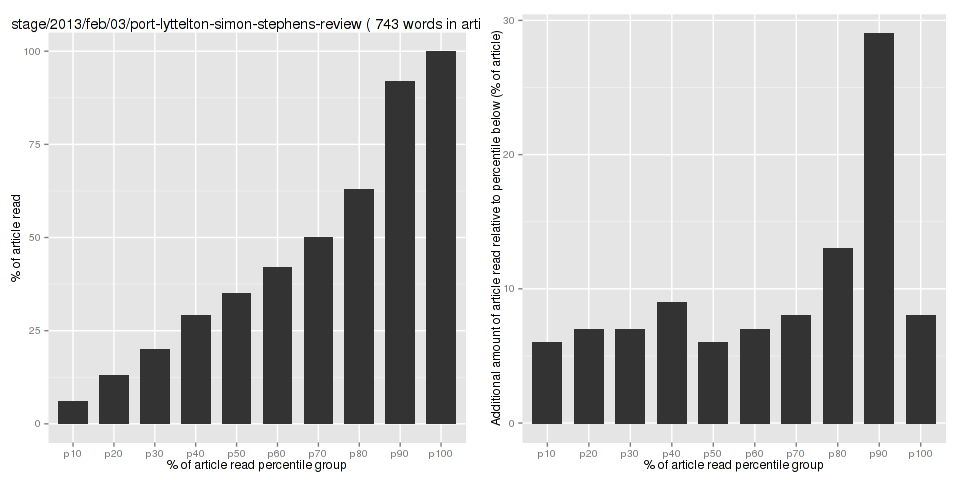 stage/2013/feb/03/port-lyttelton-simon-stephens-review ( 743 words in arti
% of article read
100
75
50
25
0
p10 p20 p30 p40 p50 p60 p70 p80 p90 p100
% of article read percentile group
Additional amount of article read relative to percentile below (% of article)
30
20
10
0
p10 p20 p30 p40 p50 p60 p70 p80 p90 p100
% of article read percentile group